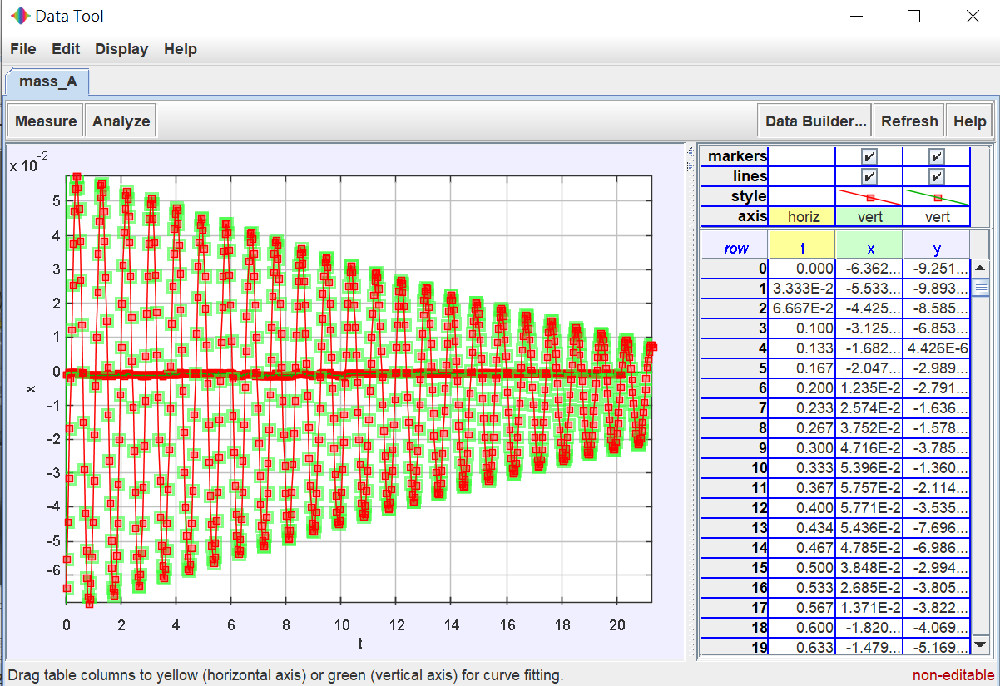 Data Tool
File Edit Display Help
mass_A
Measure Analyze Data Builder... Refresh Help
x 10-2
5
4
3
2
1
0
-1
-2
-3
-4
-5
-6
x
0 2 4 6 8 10 12 14 16 18 20
t
markers
lines
style
axis horiz vert vert
row t x y
0 0.000 -6.362... -9.251...
1 3.333E-2 -5.533... -9.893...
2 6.667E-2 -4.425... -8.585...
3 0.100 -3.125... -6.853...
4 0.133 -1.682... 4.426E-6
5 0.167 -2.047... -2.989...
6 0.200 1.235E-2 -2.791...
7 0.233 2.574E-2 -1.636...
8 0.267 3.752E-2 -1.578...
9 0.300 4.716E-2 -3.785...
10 0.333 5.396E-2 -1.360...
11 0.367 5.757E-2 -2.114...
12 0.400 5.771E-2 -3.535...
13 0.434 5.436E-2 -7.696...
14 0.467 4.785E-2 -6.986...
15 0.500 3.848E-2 -2.994...
16 0.533 2.685E-2 -3.805...
17 0.567 1.371E-2 -3.822...
18 0.600 -1.820... -4.069...
19 0.633 -1.479... -5.169...
Drag table columns to yellow (horizontal axis) or green (vertical axis) for curve fitting. non-editable